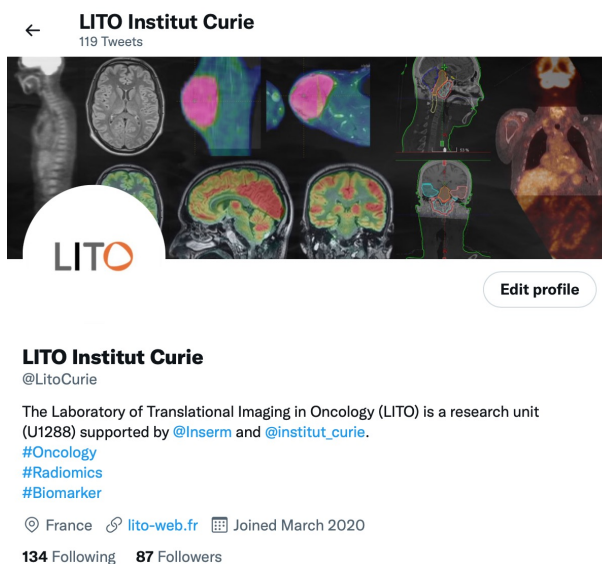 LITO Institut Curie
119 Tweets
LITO
Edit profile
LITO Institut Curie
@LitoCurie
The Laboratory of Translational Imaging in Oncology (LITO) is a research unit
(U1288) supported by @Inserm and @institut_curie.
#Oncology
#Radiomics
#Biomarker
France lito-web.fr Joined March 2020
134 Following 87 Followers